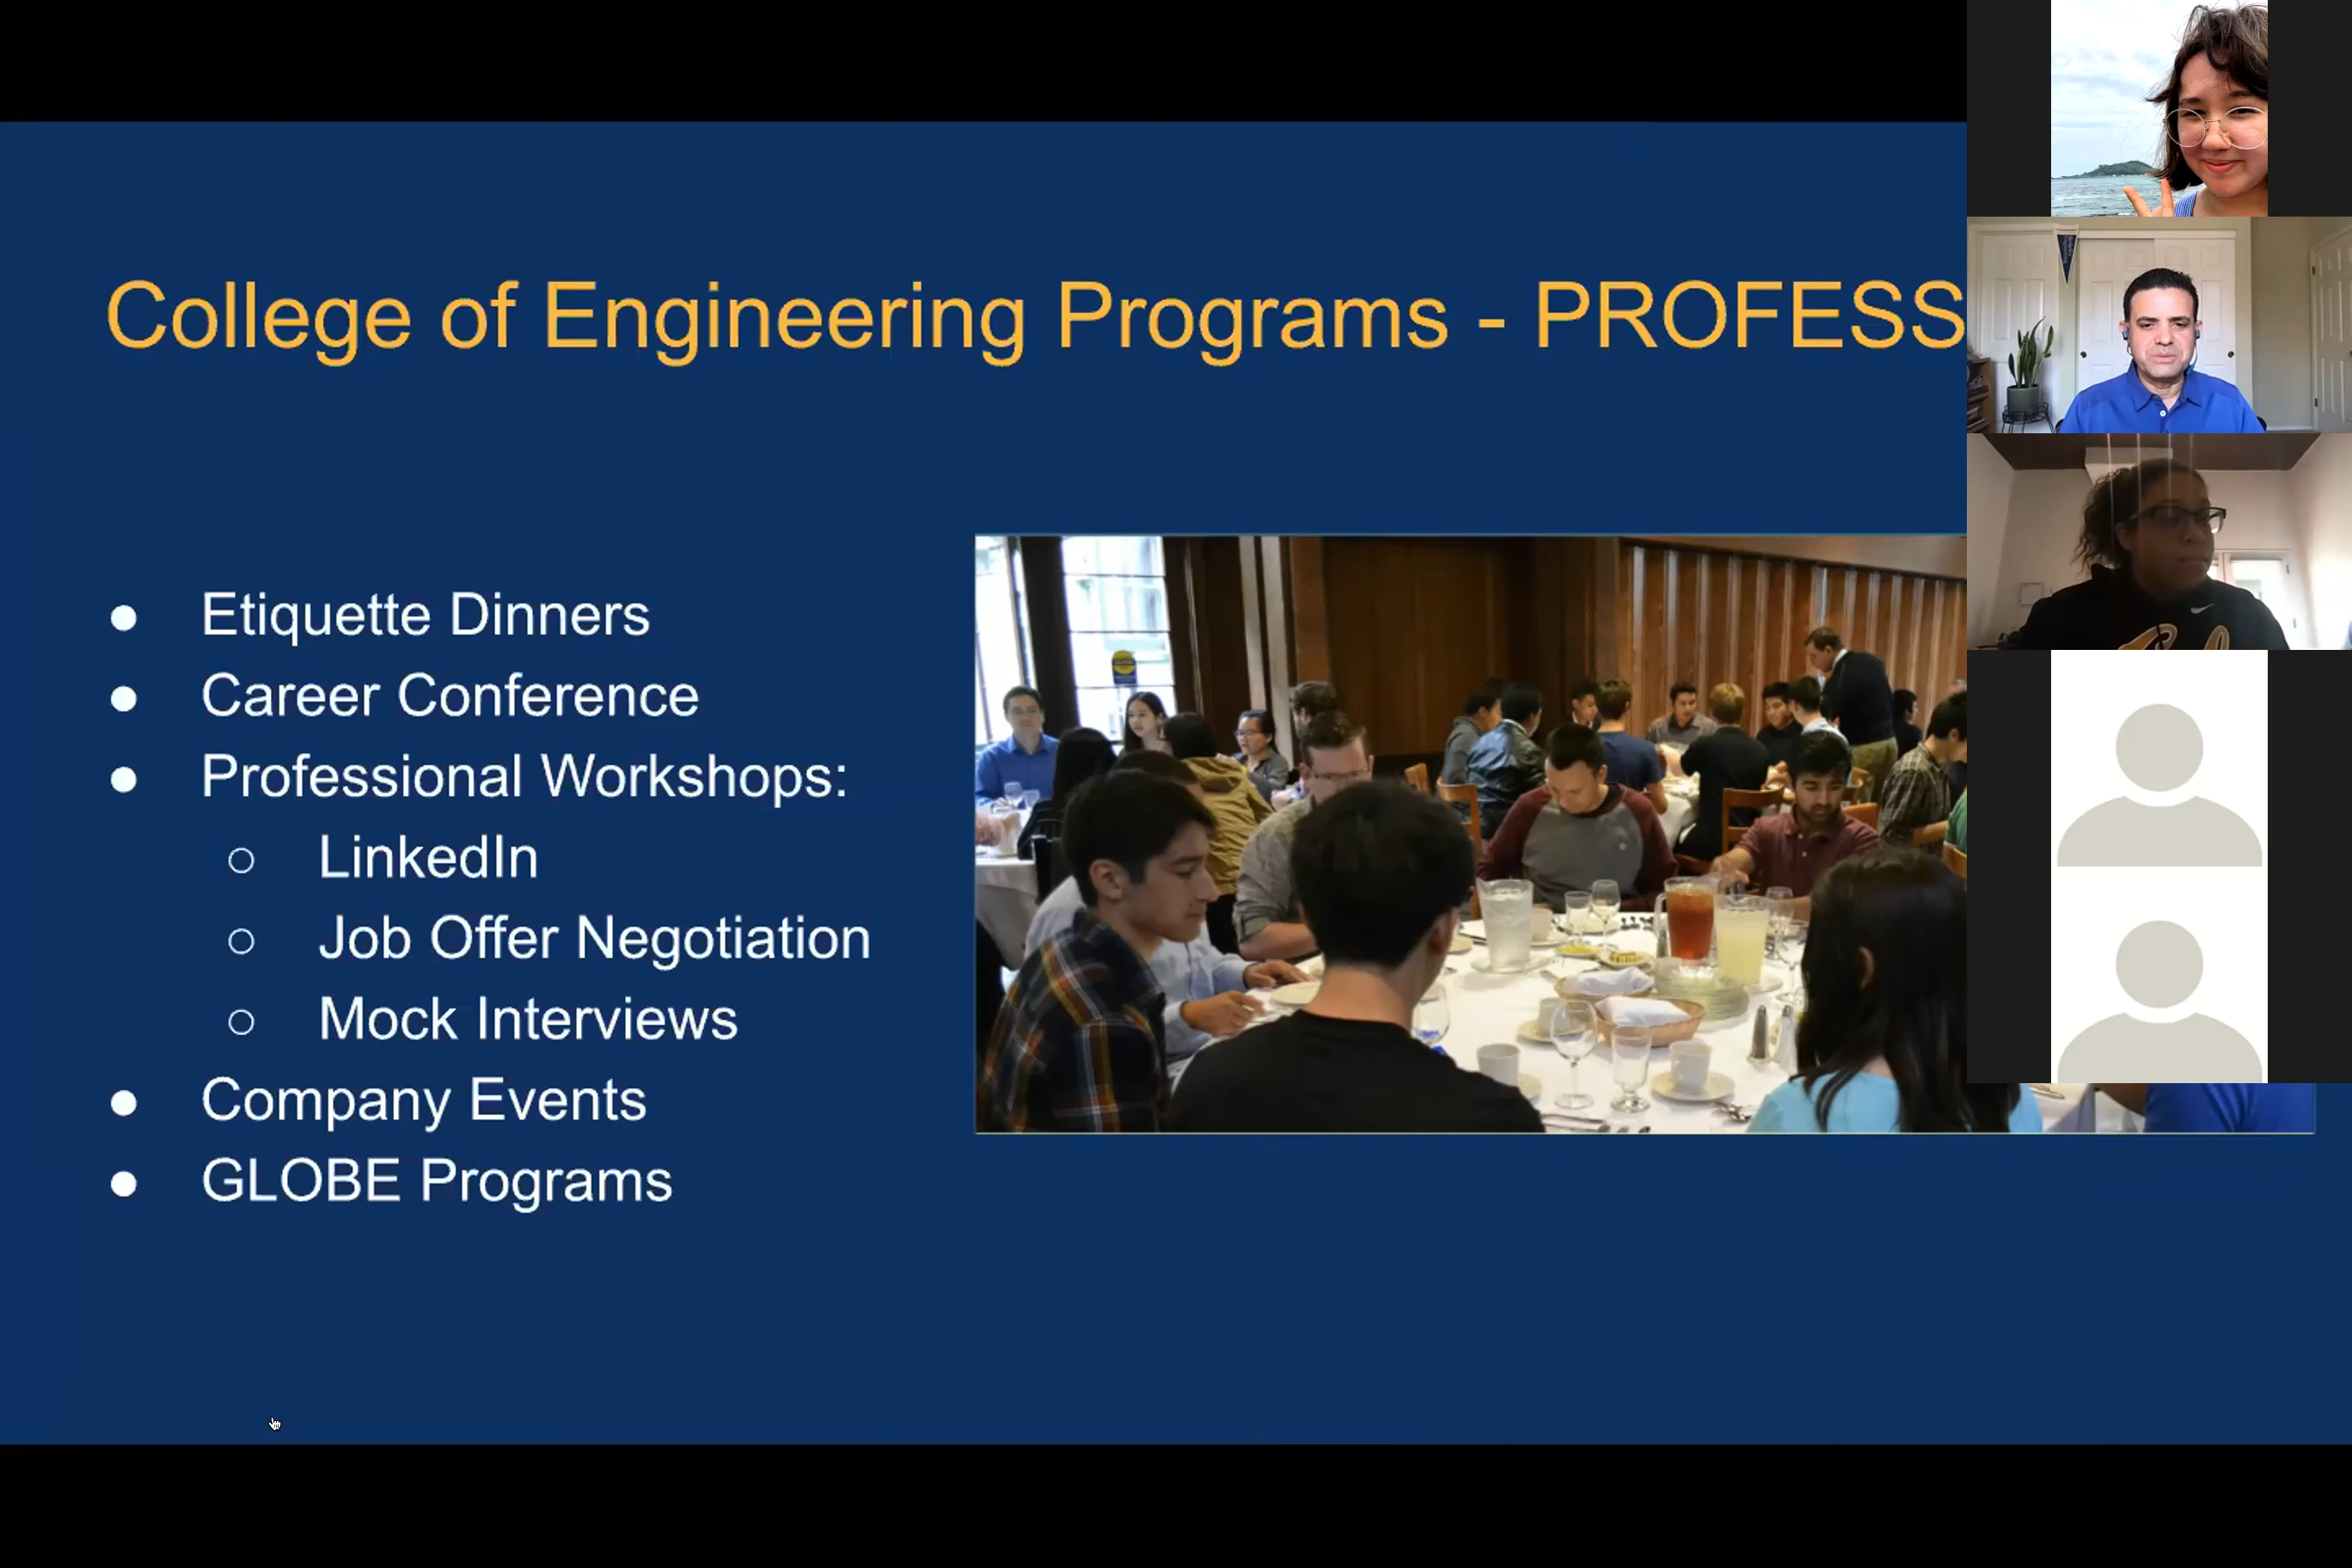 College of Engineering Programs - PROFESS
● Etiquette Dinners
● Career Conference
● Professional Workshops:
○ LinkedIn
○ Job Offer Negotiation
○ Mock Interviews
● Company Events
● GLOBE Programs